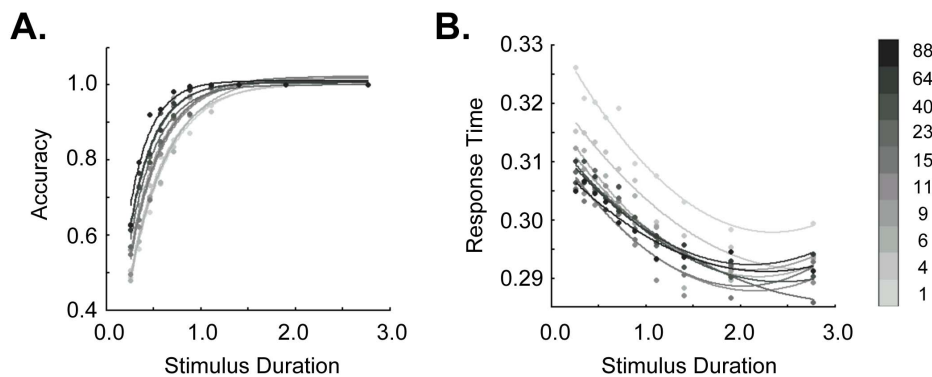 A.
Accuracy
1.0
0.8
0.6
0.4
0.0 1.0 2.0 3.0
Stimulus Duration
B.
Response Time
0.33
0.32
0.31
0.30
0.29
0.0 1.0 2.0 3.0
Stimulus Duration
88
64
40
23
15
11
9
6
4
1